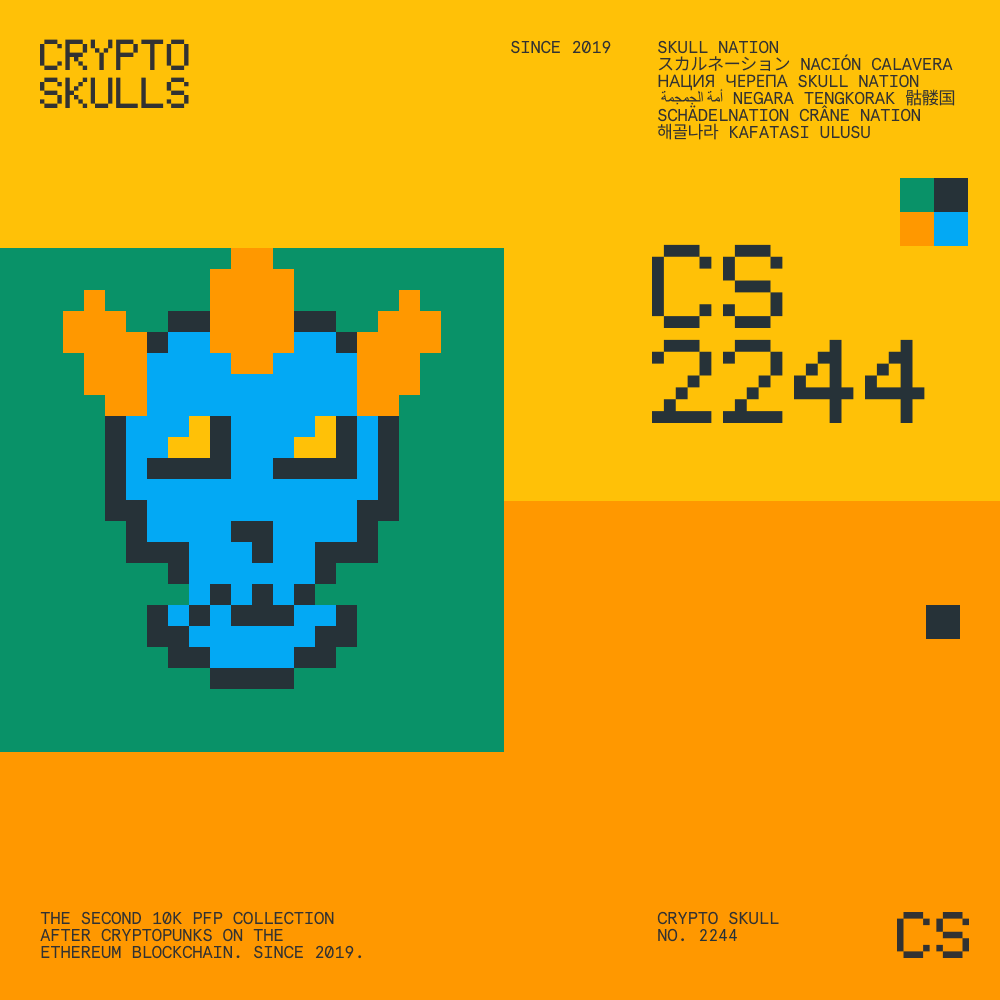 CRYPTO
SKULLS
SINCE 2019
SKULL NATION
スカルネーション NACIÓN CALAVERA
НАЦИЯ ЧЕРЕПА SKULL NATION
أمة الجمجمة NEGARA TENGKORAK 骷髅国
SCHÄDELNATION CRÂNE NATION
해골나라 KAFATASI ULUSU
CS
2244
THE SECOND 10K PFP COLLECTION
AFTER CRYPTOPUNKS ON THE
ETHEREUM BLOCKCHAIN. SINCE 2019.
CRYPTO SKULL
NO. 2244
CS